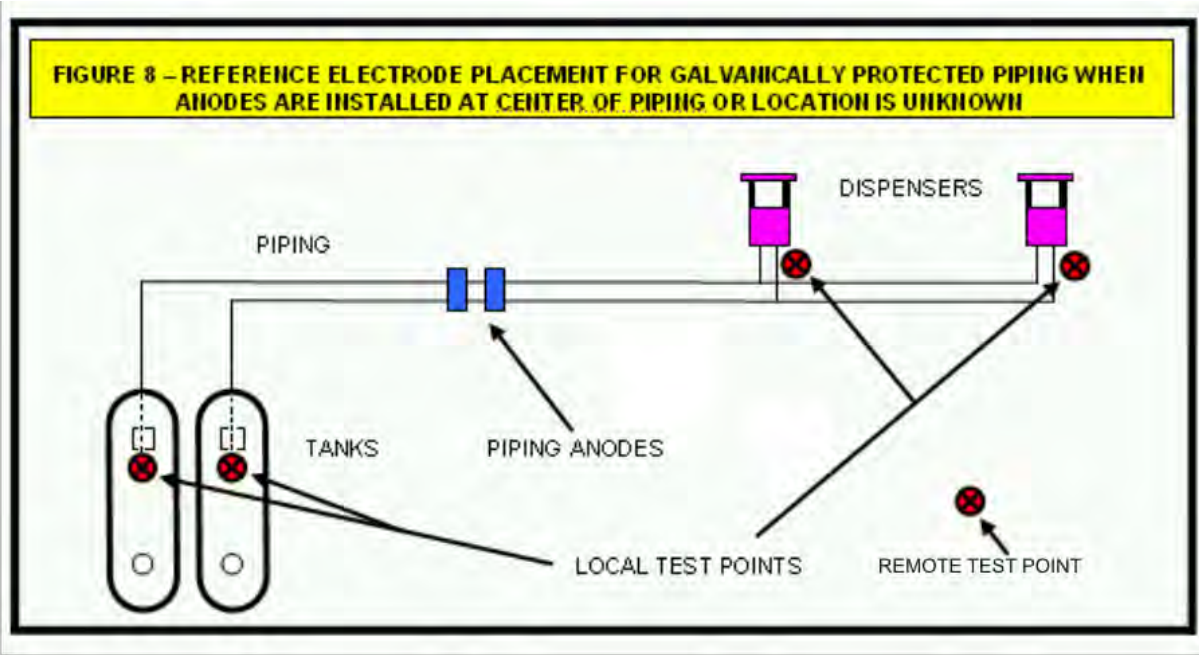 FIGURE 8 – REFERENCE ELECTRODE PLACEMENT FOR GALVANICALLY PROTECTED PIPING WHEN
ANODES ARE INSTALLED AT CENTER OF PIPING OR LOCATION IS UNKNOWN
DISPENSERS
PIPING
TANKS
PIPING ANODES
LOCAL TEST POINTS
REMOTE TEST POINT